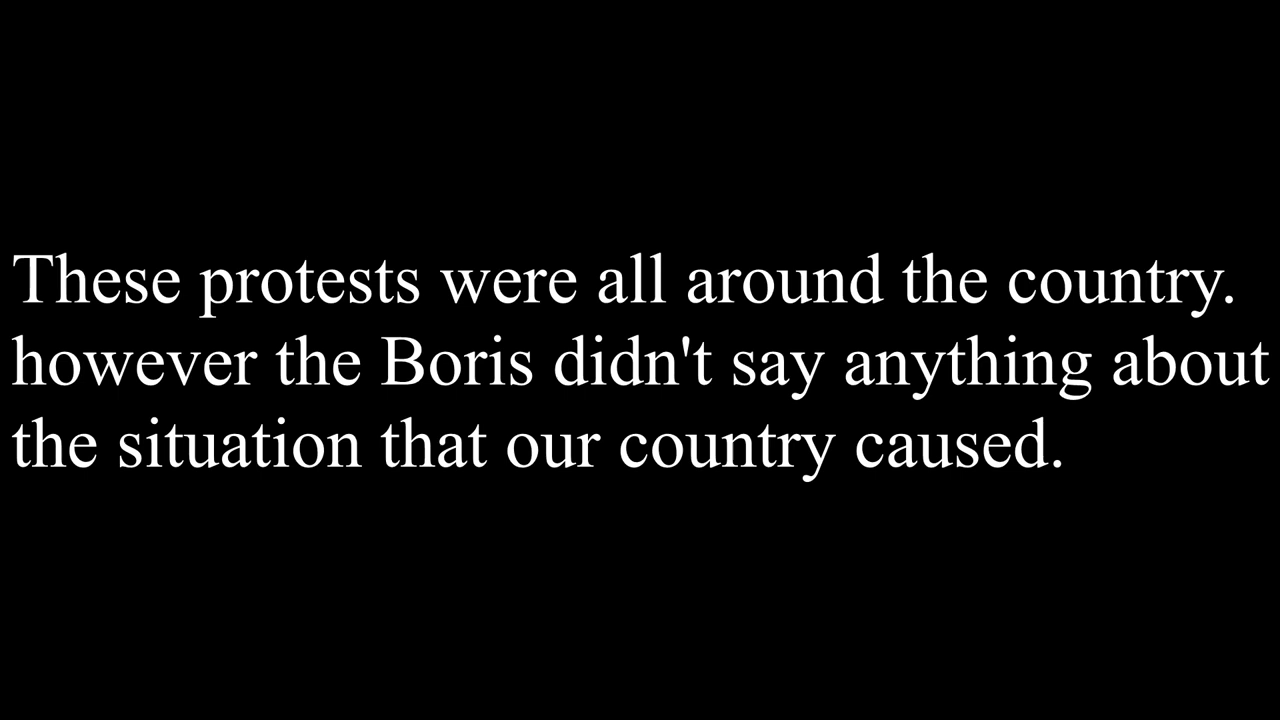 These protests were all around the country.
however the Boris didn't say anything about
the situation that our country caused.